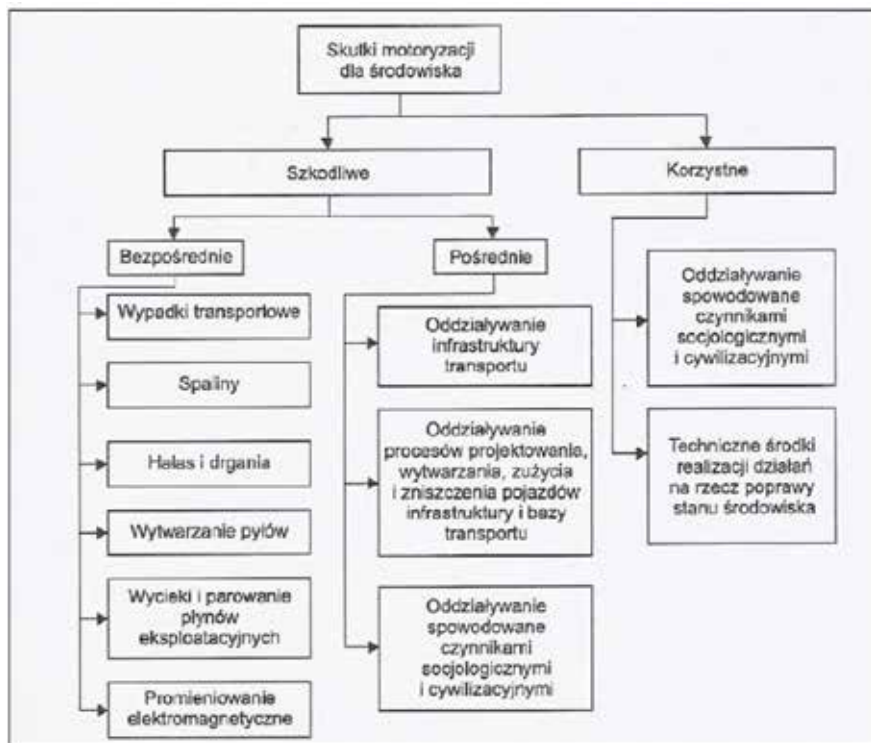 Skutki motoryzacji
dla środowiska
Szkodliwe
Korzystne
Bezpośrednie
Pośrednie
Wypadki transportowe
Spaliny
Hałas i drgania
Wytwarzanie pyłów
Wycieki i parowanie
płynów
eksploatacyjnych
Promieniowanie
elektromagnetyczne
Oddziaływanie
infrastruktury
transportu
Oddziaływanie
procesów projektowania,
wytwarzania, zużycia
i zniszczenia pojazdów
infrastruktury i bazy
transportu
Oddziaływanie
spowodowane
czynnikami
socjologicznymi
i cywilizacyjnymi
Oddziaływanie
spowodowane
czynnikami
socjologicznymi
i cywilizacyjnymi
Techniczne środki
realizacji działań
na rzecz poprawy
stanu środowiska